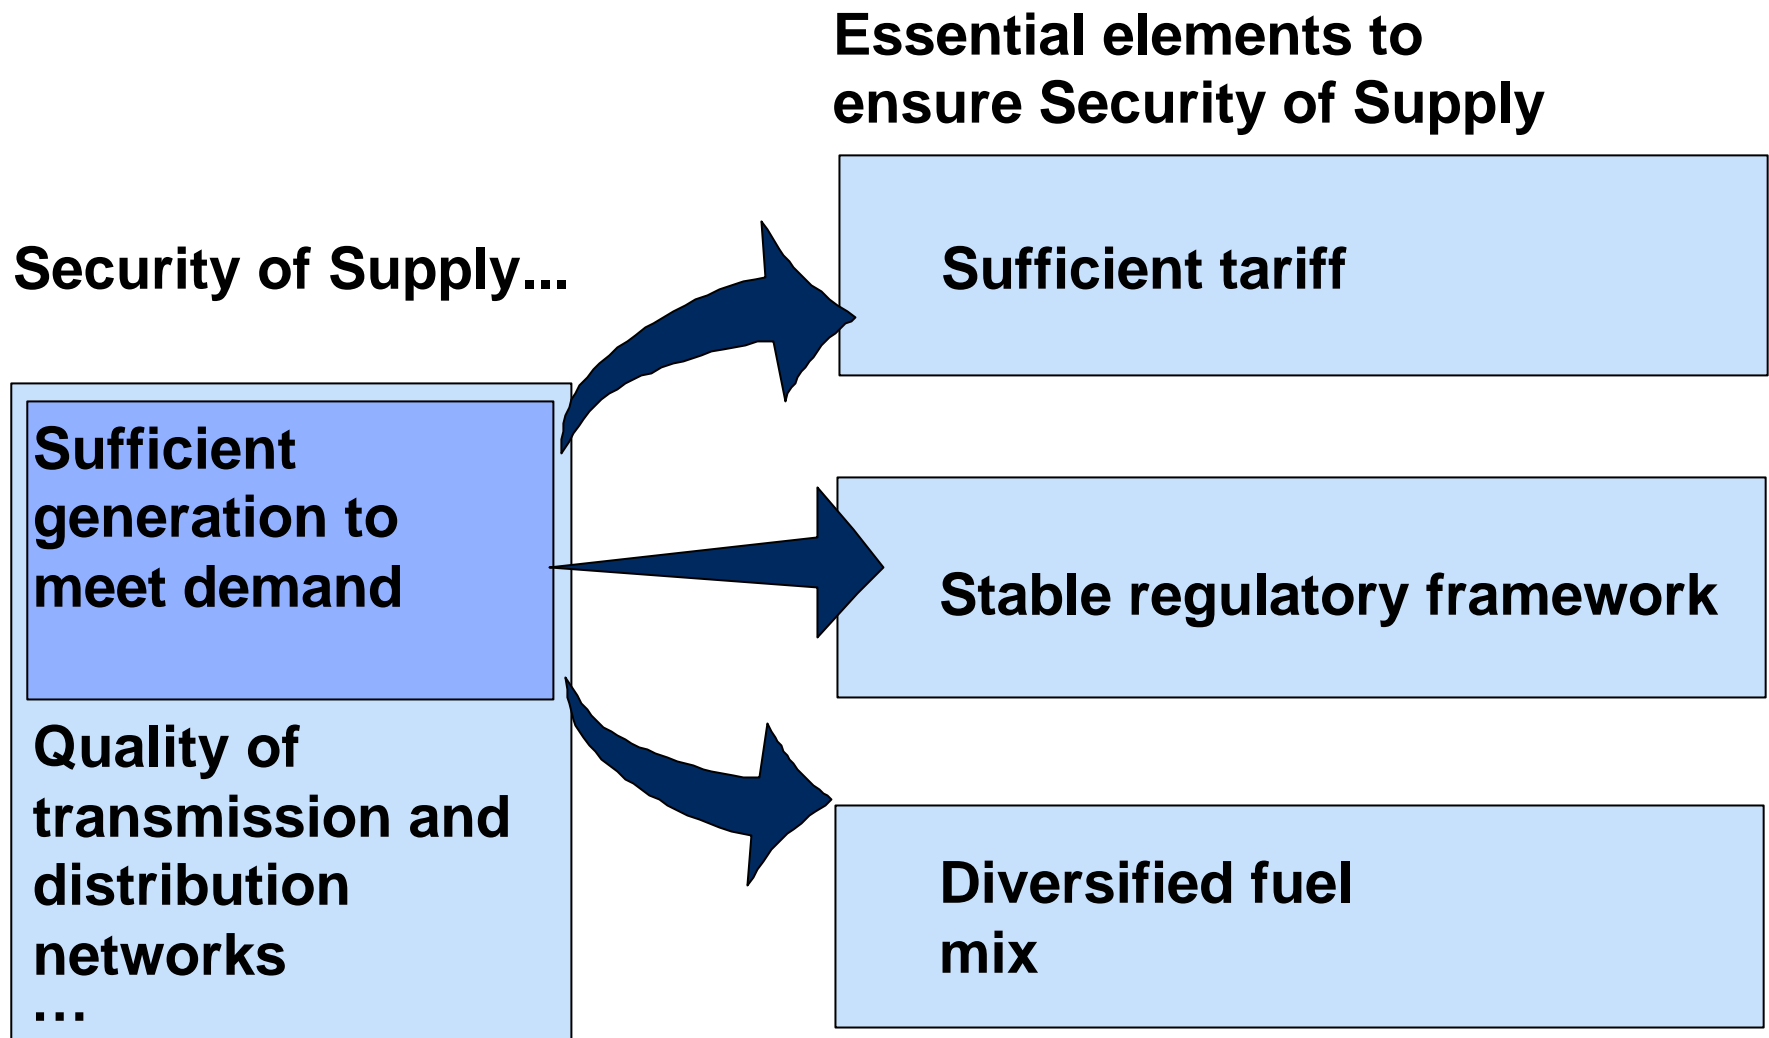 Security of Supply...
Sufficient
generation to
meet demand
Quality of
transmission and
distribution
networks
…
Essential elements to
ensure Security of Supply
Sufficient tariff
Stable regulatory framework
Diversified fuel
mix